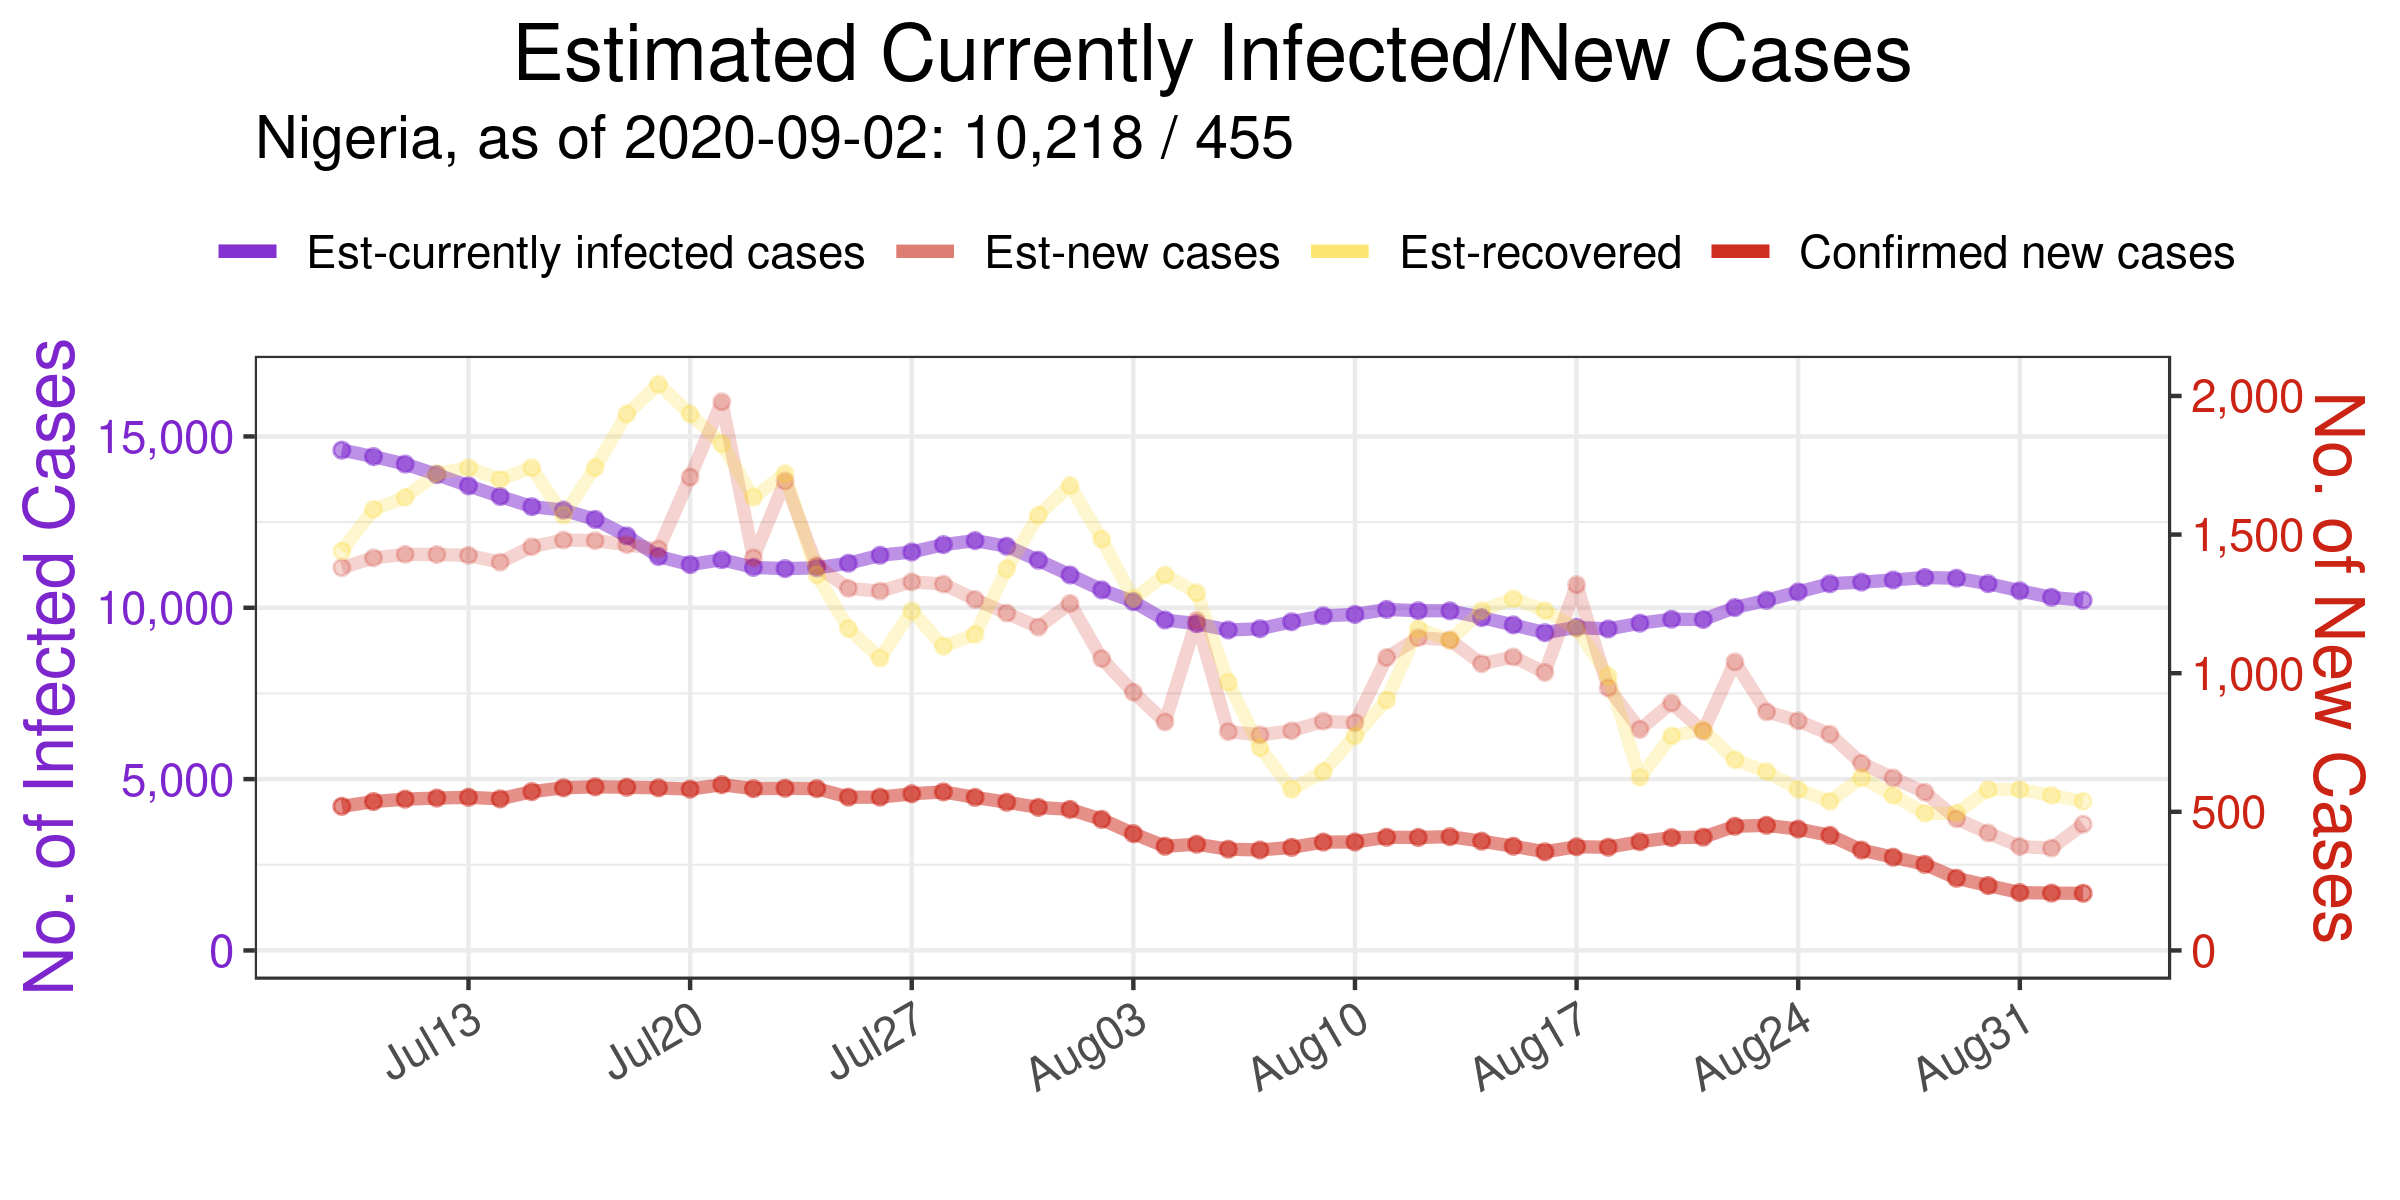 Estimated Currently Infected/New Cases
Nigeria, as of 2020-09-02: 10,218 / 455
Est-currently infected cases Est-new cases Est-recovered Confirmed new cases
No. of Infected Cases
15,000
10,000
5,000
0
2,000
1,500
1,000
500
0
No. of New Cases
Jul13 Jul20 Jul27 Aug03 Aug10 Aug17 Aug24 Aug31